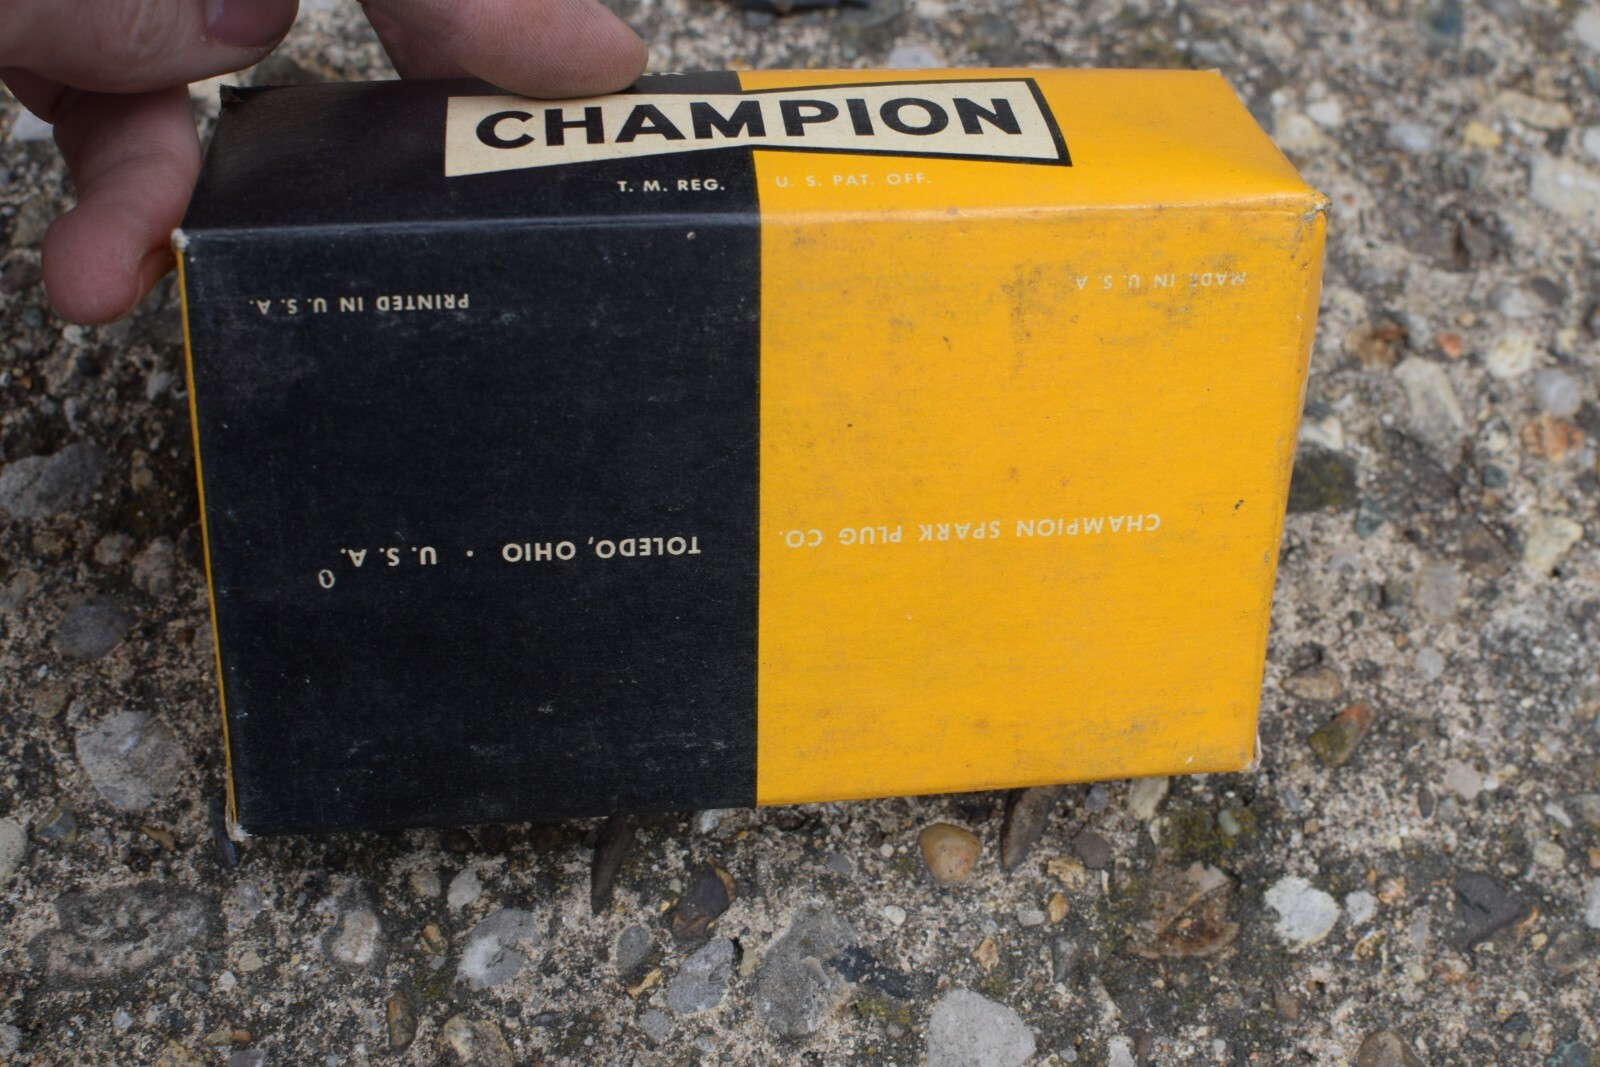 CHAMPION
T. M. REG. U. S. PAT. OFF.
MADE IN U. S. A.
PRINTED IN U. S. A.
CHAMPION SPARK PLUG CO.
TOLEDO, OHIO • U. S. A.